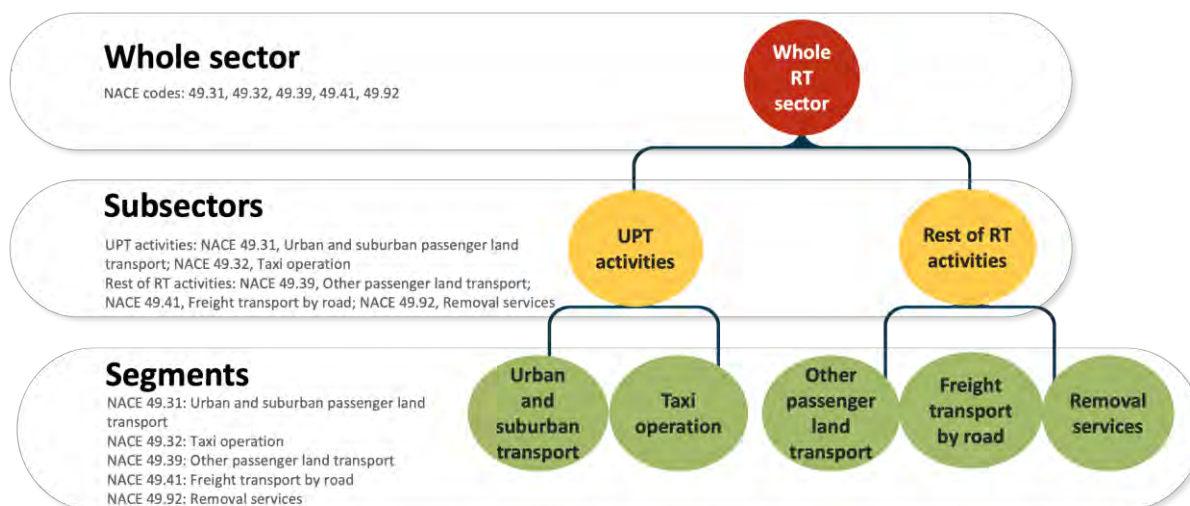 Whole sector
NACE codes: 49.31, 49.32, 49.39, 49.41, 49.92
Whole
RT
sector
Subsectors
UPT activities: NACE 49.31, Urban and suburban passenger land
transport; NACE 49.32, Taxi operation
Rest of RT activities: NACE 49.39, Other passenger land transport;
NACE 49.41, Freight transport by road; NACE 49.92, Removal services
UPT
activities
Rest of RT
activities
Segments
NACE 49.31: Urban and suburban passenger land
transport
NACE 49.32: Taxi operation
NACE 49.39: Other passenger land transport
NACE 49.41: Freight transport by road
NACE 49.92: Removal services
Urban
and
suburban
transport
Taxi
operation
Other
passenger
land
transport
Freight
transport
by road
Removal
services